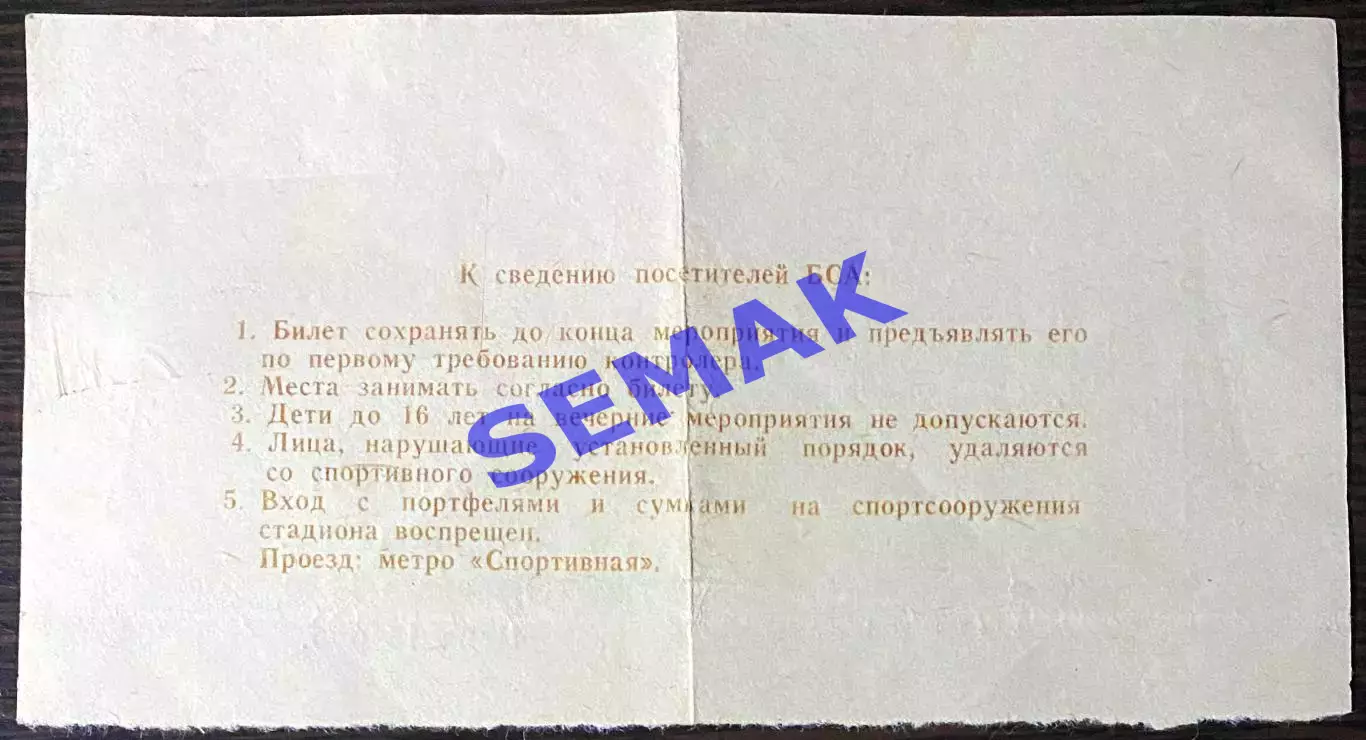 К сведению посетителей БСА:
1. Билет сохранять до конца мероприятия и предъявлять его
по первому требованию контролера.
2. Места занимать согласно билету.
3. Дети до 16 лет на вечерние мероприятия не допускаются.
4. Лица, нарушающие установленный порядок, удаляются
со спортивного сооружения.
5. Вход с портфелями и сумками на спортсооружения
стадиона воспрещен.
Проезд: метро «Спортивная».
SEMAK